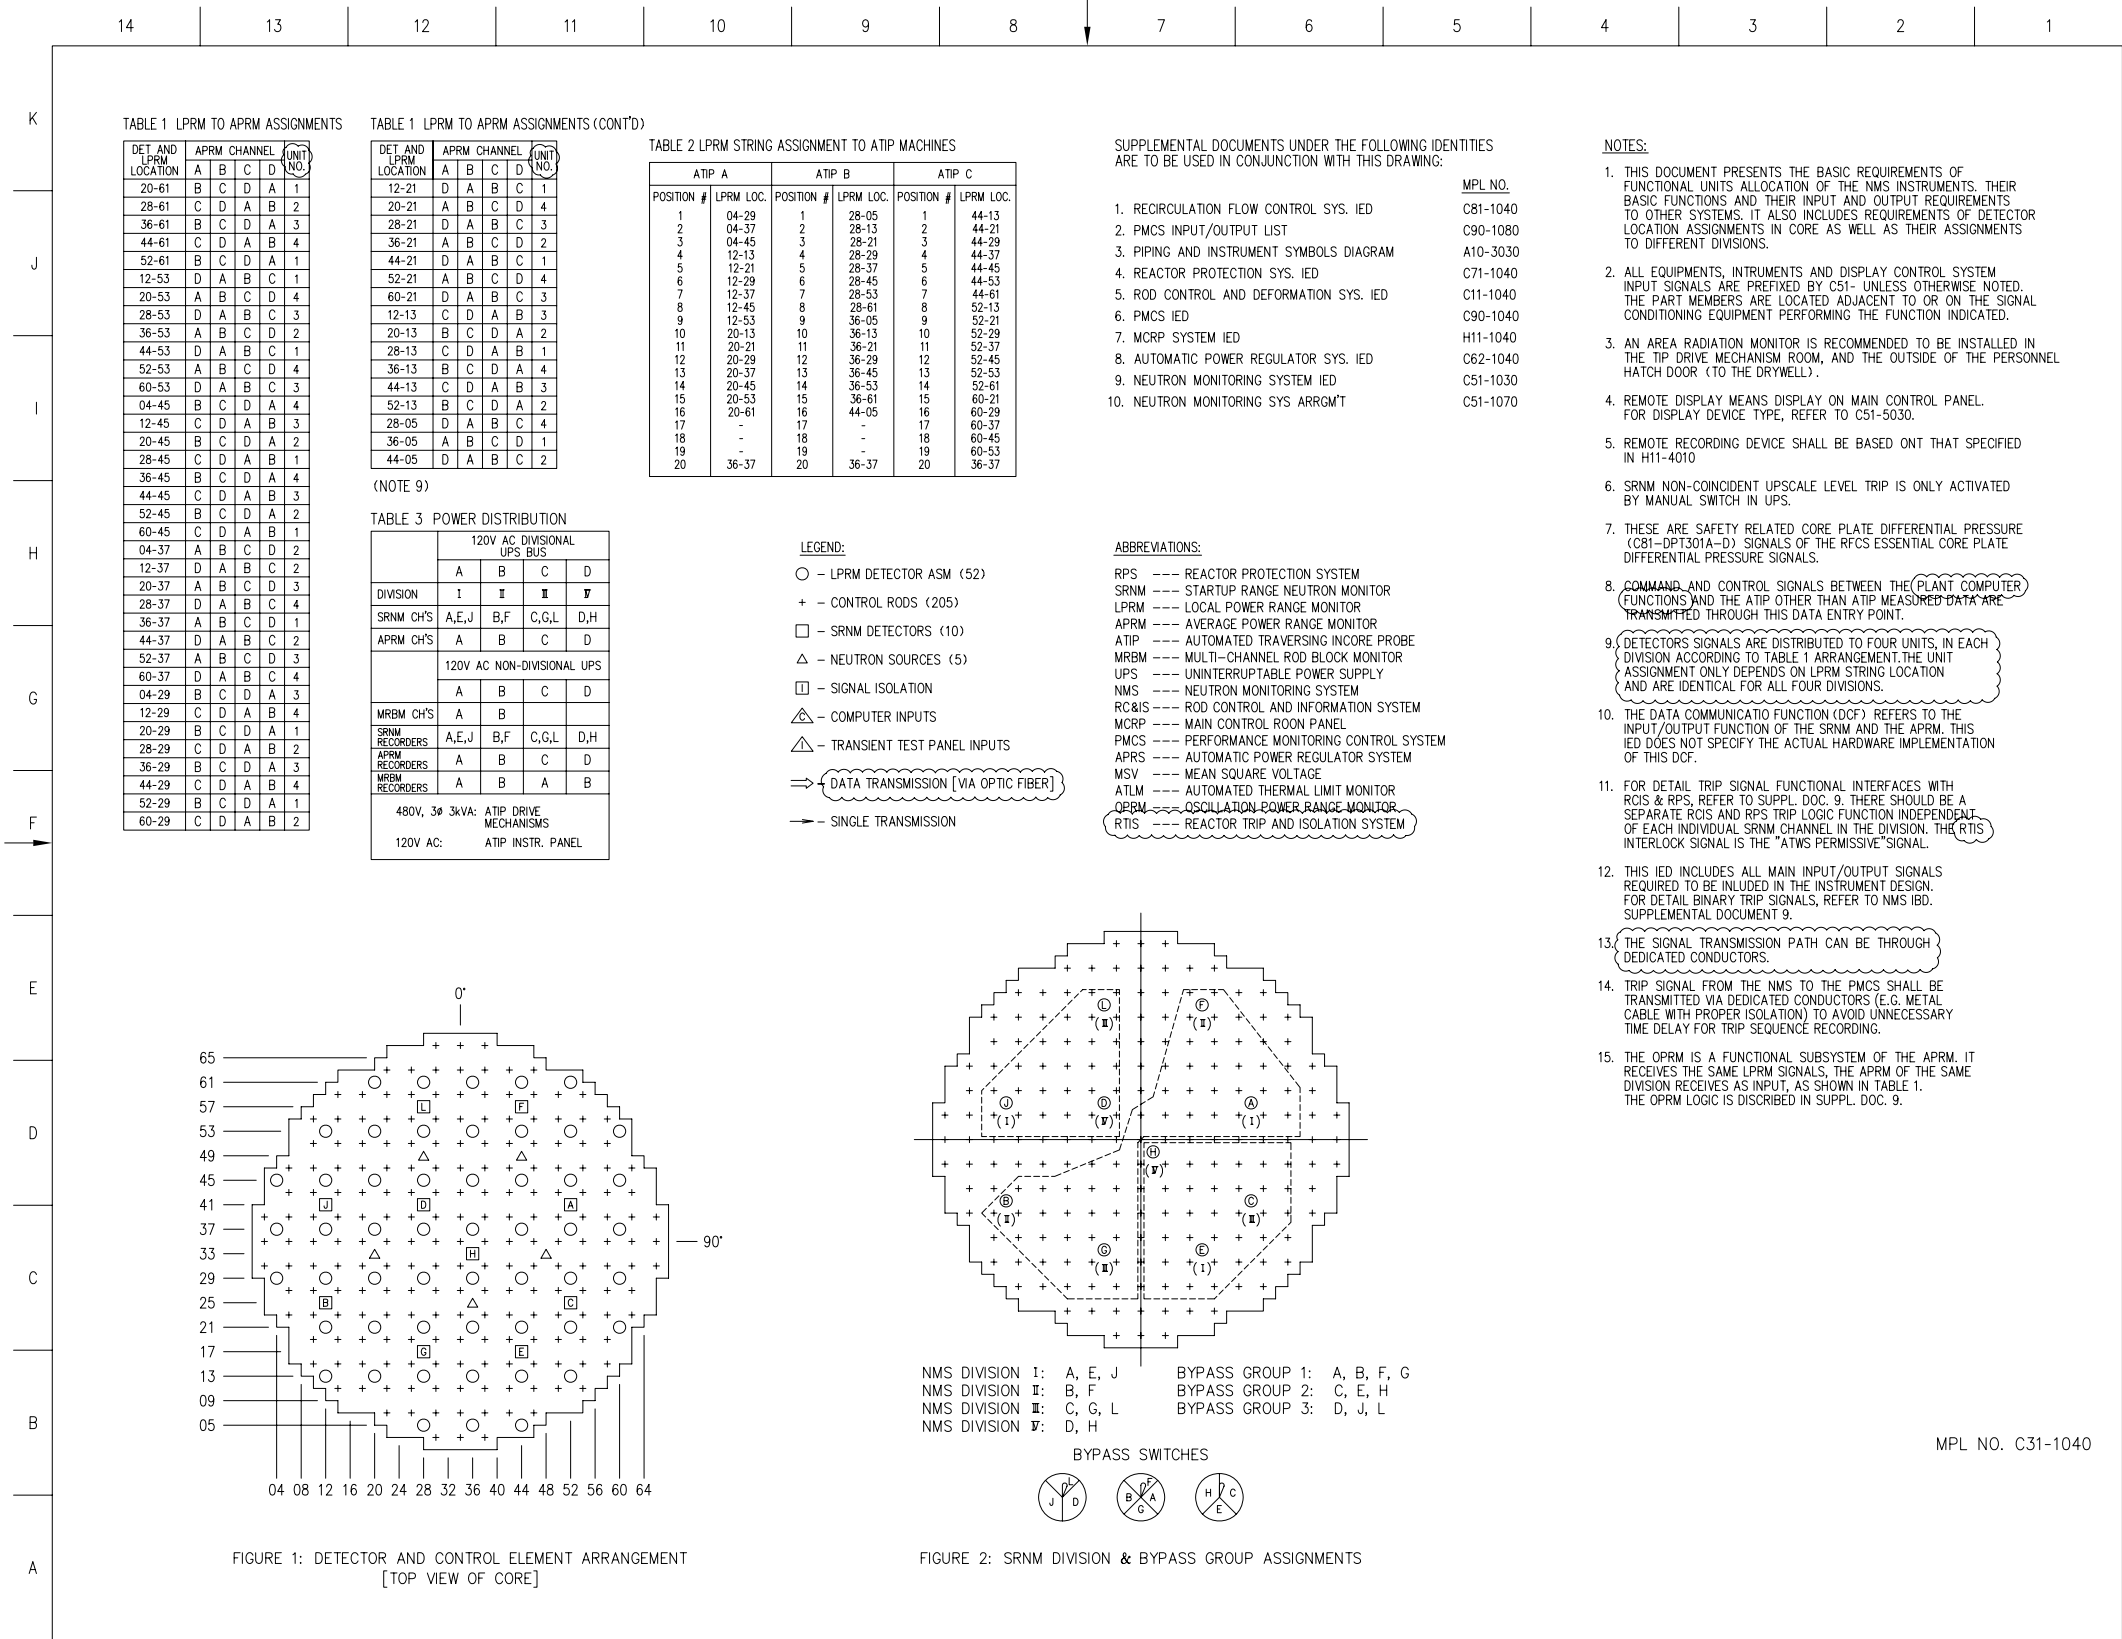 14 13 12 11 10 9 8 7 6 5 4 3 2 1
K
J
I
H
G
F
E
D
C
B
A
TABLE 1 LPRM TO APRM ASSIGNMENTS
DET AND LPRM LOCATION APRM CHANNEL UNIT NO.
A B C D
20-61 B C D A 1
28-61 C D A B 2
36-61 B C D A 3
44-61 C D A B 4
52-61 B C D A 1
12-53 D A B C 1
20-53 A B C D 4
28-53 D A B C 3
36-53 A B C D 2
44-53 D A B C 1
52-53 A B C D 4
60-53 D A B C 3
04-45 B C D A 4
12-45 C D A B 3
20-45 B C D A 2
28-45 C D A B 1
36-45 B C D A 4
44-45 C D A B 3
52-45 B C D A 2
60-45 C D A B 1
04-37 A B C D 2
12-37 D A B C 2
20-37 A B C D 3
28-37 D A B C 4
36-37 A B C D 1
44-37 D A B C 2
52-37 A B C D 3
60-37 D A B C 4
04-29 B C D A 3
12-29 C D A B 4
20-29 B C D A 1
28-29 C D A B 2
36-29 B C D A 3
44-29 C D A B 4
52-29 B C D A 1
60-29 C D A B 2
TABLE 1 LPRM TO APRM ASSIGNMENTS (CONT'D)
DET AND LPRM LOCATION APRM CHANNEL UNIT NO.
A B C D
12-21 D A B C 1
20-21 A B C D 4
28-21 D A B C 3
36-21 A B C D 2
44-21 D A B C 1
52-21 A B C D 4
60-21 D A B C 3
12-13 C D A B 3
20-13 B C D A 2
28-13 C D A B 1
36-13 B C D A 4
44-13 C D A B 3
52-13 B C D A 2
28-05 D A B C 4
36-05 A B C D 1
44-05 D A B C 2
(NOTE 9)
TABLE 2 LPRM STRING ASSIGNMENT TO ATIP MACHINES
ATIP A ATIP B ATIP C
POSITION # LPRM LOC. POSITION # LPRM LOC. POSITION # LPRM LOC.
1 04-29 1 28-05 1 44-13
2 04-37 2 28-13 2 44-21
3 04-45 3 28-21 3 44-29
4 12-13 4 28-29 4 44-37
5 12-21 5 28-37 5 44-45
6 12-29 6 28-45 6 44-53
7 12-37 7 28-53 7 44-61
8 12-45 8 28-61 8 52-13
9 12-53 9 36-05 9 52-21
10 20-13 10 36-13 10 52-29
11 20-21 11 36-21 11 52-37
12 20-29 12 36-29 12 52-45
13 20-37 13 36-45 13 52-53
14 20-45 14 36-53 14 52-61
15 20-53 15 36-61 15 60-21
16 20-61 16 44-05 16 60-29
17 - 17 - 17 60-37
18 - 18 - 18 60-45
19 - 19 - 19 60-53
20 36-37 20 36-37 20 36-37
TABLE 3 POWER DISTRIBUTION
120V AC DIVISIONAL
UPS BUS
A B C D
DIVISION I II III IV
SRNM CH'S A,E,J B,F C,G,L D,H
APRM CH'S A B C D
120V AC NON-DIVISIONAL UPS
A B C D
MRBM CH'S A B
SRNM RECORDERS A,E,J B,F C,G,L D,H
APRM RECORDERS A B C D
MRBM RECORDERS A B A B
480V, 3ø 3kVA: ATIP DRIVE
MECHANISMS
120V AC: ATIP INSTR. PANEL
SUPPLEMENTAL DOCUMENTS UNDER THE FOLLOWING IDENTITIES
ARE TO BE USED IN CONJUNCTION WITH THIS DRAWING:
MPL NO.
1. RECIRCULATION FLOW CONTROL SYS. IED C81-1040
2. PMCS INPUT/OUTPUT LIST C90-1080
3. PIPING AND INSTRUMENT SYMBOLS DIAGRAM A10-3030
4. REACTOR PROTECTION SYS. IED C71-1040
5. ROD CONTROL AND DEFORMATION SYS. IED C11-1040
6. PMCS IED C90-1040
7. MCRP SYSTEM IED H11-1040
8. AUTOMATIC POWER REGULATOR SYS. IED C62-1040
9. NEUTRON MONITORING SYSTEM IED C51-1030
10. NEUTRON MONITORING SYS ARRGM'T C51-1070
LEGEND:
– LPRM DETECTOR ASM (52)
+ – CONTROL RODS (205)
– SRNM DETECTORS (10)
– NEUTRON SOURCES (5)
I – SIGNAL ISOLATION
C – COMPUTER INPUTS
I – TRANSIENT TEST PANEL INPUTS
– DATA TRANSMISSION [VIA OPTIC FIBER]
– SINGLE TRANSMISSION
ABBREVIATIONS:
RPS --- REACTOR PROTECTION SYSTEM
SRNM --- STARTUP RANGE NEUTRON MONITOR
LPRM --- LOCAL POWER RANGE MONITOR
APRM --- AVERAGE POWER RANGE MONITOR
ATIP --- AUTOMATED TRAVERSING INCORE PROBE
MRBM --- MULTI-CHANNEL ROD BLOCK MONITOR
UPS --- UNINTERRUPTABLE POWER SUPPLY
NMS --- NEUTRON MONITORING SYSTEM
RC&IS --- ROD CONTROL AND INFORMATION SYSTEM
MCRP --- MAIN CONTROL ROON PANEL
PMCS --- PERFORMANCE MONITORING CONTROL SYSTEM
APRS --- AUTOMATIC POWER REGULATOR SYSTEM
MSV --- MEAN SQUARE VOLTAGE
ATLM --- AUTOMATED THERMAL LIMIT MONITOR
OPRM --- OSCILLATION POWER RANGE MONITOR
RTIS --- REACTOR TRIP AND ISOLATION SYSTEM
NOTES:
1. THIS DOCUMENT PRESENTS THE BASIC REQUIREMENTS OF
FUNCTIONAL UNITS ALLOCATION OF THE NMS INSTRUMENTS. THEIR
BASIC FUNCTIONS AND THEIR INPUT AND OUTPUT REQUIREMENTS
TO OTHER SYSTEMS. IT ALSO INCLUDES REQUIREMENTS OF DETECTOR
LOCATION ASSIGNMENTS IN CORE AS WELL AS THEIR ASSIGNMENTS
TO DIFFERENT DIVISIONS.
2. ALL EQUIPMENTS, INTRUMENTS AND DISPLAY CONTROL SYSTEM
INPUT SIGNALS ARE PREFIXED BY C51- UNLESS OTHERWISE NOTED.
THE PART MEMBERS ARE LOCATED ADJACENT TO OR ON THE SIGNAL
CONDITIONING EQUIPMENT PERFORMING THE FUNCTION INDICATED.
3. AN AREA RADIATION MONITOR IS RECOMMENDED TO BE INSTALLED IN
THE TIP DRIVE MECHANISM ROOM, AND THE OUTSIDE OF THE PERSONNEL
HATCH DOOR (TO THE DRYWELL).
4. REMOTE DISPLAY MEANS DISPLAY ON MAIN CONTROL PANEL.
FOR DISPLAY DEVICE TYPE, REFER TO C51-5030.
5. REMOTE RECORDING DEVICE SHALL BE BASED ONT THAT SPECIFIED
IN H11-4010
6. SRNM NON-COINCIDENT UPSCALE LEVEL TRIP IS ONLY ACTIVATED
BY MANUAL SWITCH IN UPS.
7. THESE ARE SAFETY RELATED CORE PLATE DIFFERENTIAL PRESSURE
(C81-DPT301A-D) SIGNALS OF THE RFCS ESSENTIAL CORE PLATE
DIFFERENTIAL PRESSURE SIGNALS.
8. COMMAND AND CONTROL SIGNALS BETWEEN THE PLANT COMPUTER
FUNCTIONS AND THE ATIP OTHER THAN ATIP MEASURED DATA ARE
TRANSMITTED THROUGH THIS DATA ENTRY POINT.
9. DETECTORS SIGNALS ARE DISTRIBUTED TO FOUR UNITS, IN EACH
DIVISION ACCORDING TO TABLE 1 ARRANGEMENT.THE UNIT
ASSIGNMENT ONLY DEPENDS ON LPRM STRING LOCATION
AND ARE IDENTICAL FOR ALL FOUR DIVISIONS.
10. THE DATA COMMUNICATIO FUNCTION (DCF) REFERS TO THE
INPUT/OUTPUT FUNCTION OF THE SRNM AND THE APRM. THIS
IED DOES NOT SPECIFY THE ACTUAL HARDWARE IMPLEMENTATION
OF THIS DCF.
11. FOR DETAIL TRIP SIGNAL FUNCTIONAL INTERFACES WITH
RCIS & RPS, REFER TO SUPPL. DOC. 9. THERE SHOULD BE A
SEPARATE RCIS AND RPS TRIP LOGIC FUNCTION INDEPENDENT
OF EACH INDIVIDUAL SRNM CHANNEL IN THE DIVISION. THE RTIS
INTERLOCK SIGNAL IS THE "ATWS PERMISSIVE"SIGNAL.
12. THIS IED INCLUDES ALL MAIN INPUT/OUTPUT SIGNALS
REQUIRED TO BE INLUDED IN THE INSTRUMENT DESIGN.
FOR DETAIL BINARY TRIP SIGNALS, REFER TO NMS IBD.
SUPPLEMENTAL DOCUMENT 9.
13. THE SIGNAL TRANSMISSION PATH CAN BE THROUGH
DEDICATED CONDUCTORS.
14. TRIP SIGNAL FROM THE NMS TO THE PMCS SHALL BE
TRANSMITTED VIA DEDICATED CONDUCTORS (E.G. METAL
CABLE WITH PROPER ISOLATION) TO AVOID UNNECESSARY
TIME DELAY FOR TRIP SEQUENCE RECORDING.
15. THE OPRM IS A FUNCTIONAL SUBSYSTEM OF THE APRM. IT
RECEIVES THE SAME LPRM SIGNALS, THE APRM OF THE SAME
DIVISION RECEIVES AS INPUT, AS SHOWN IN TABLE 1.
THE OPRM LOGIC IS DISCRIBED IN SUPPL. DOC. 9.
0°
65
61
57 L F
53
49
45
41 J D A
37
90°
33 H
29
25 B C
21
17 G E
13
09
05
04 08 12 16 20 24 28 32 36 40 44 48 52 56 60 64
FIGURE 1: DETECTOR AND CONTROL ELEMENT ARRANGEMENT
[TOP VIEW OF CORE]
L F
(III) (II)
J D A
(I) (IV) (I)
H
(IV)
B C
(II) (III)
G E
(III) (I)
NMS DIVISION I: A, E, J BYPASS GROUP 1: A, B, F, G
NMS DIVISION II: B, F BYPASS GROUP 2: C, E, H
NMS DIVISION III: C, G, L BYPASS GROUP 3: D, J, L
NMS DIVISION IV: D, H
BYPASS SWITCHES
L J D
F B A G
H C E
FIGURE 2: SRNM DIVISION & BYPASS GROUP ASSIGNMENTS
MPL NO. C31-1040